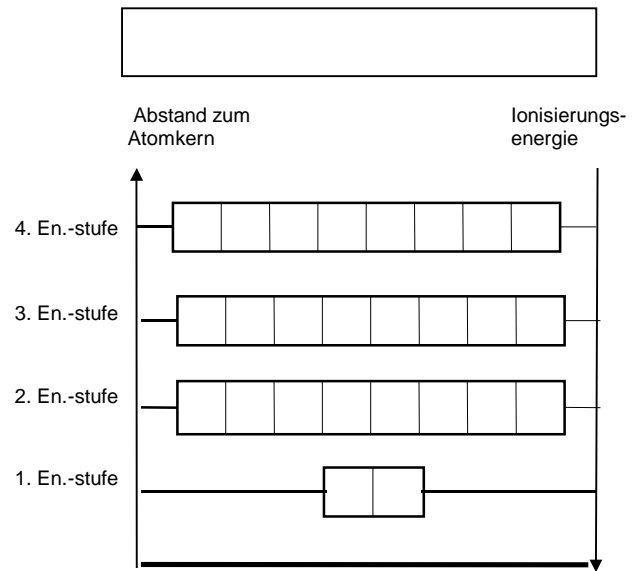 Abstand zum
Atomkern
Ionisierungs-
energie
4. En.-stufe
3. En.-stufe
2. En.-stufe
1. En.-stufe